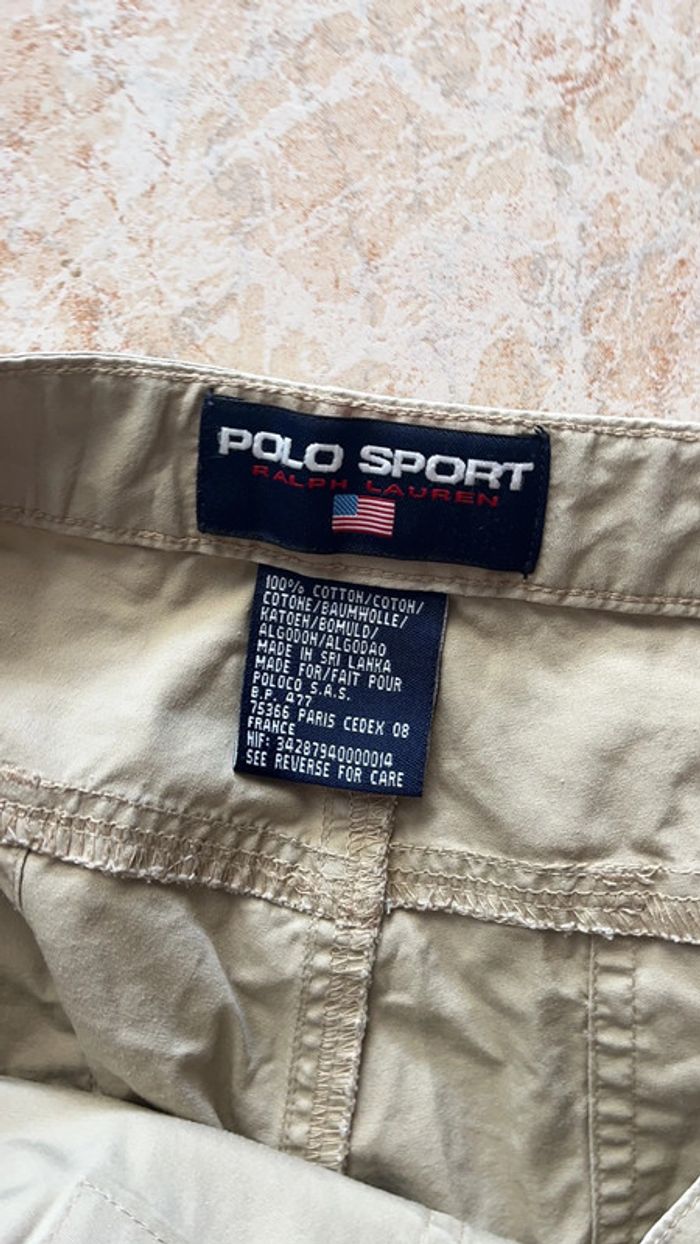 POLO SPORT
RALPH LAUREN
100% COTTON/COTON/
COTONE/BAUMWOLLE/
KATOEN/BOMULD/
ALGODON/ALGODAO
MADE IN SRI LANKA
MADE FOR/FAIT POUR
POLOCO S.A.S.
B.P. 477
75366 PARIS CEDEX 08
FRANCE
NIF: 34287940000014
SEE REVERSE FOR CARE